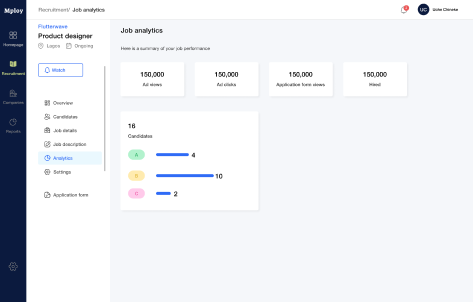 Mploy
Recruitment/ Job analytics
UC
Uche Chinese
Homepage
Recruitment
Companies
Reports
Flutterwave
Product designer
Lagos
Ongoing
Watch
Overview
Candidates
Job details
Job description
Analytics
Settings
Application form
Job analytics
Here is a summary of your job performance
150,000
Ad views
150,000
Ad clicks
150,000
Application form views
150,000
Hired
16
Candidates
A
4
B
10
C
2